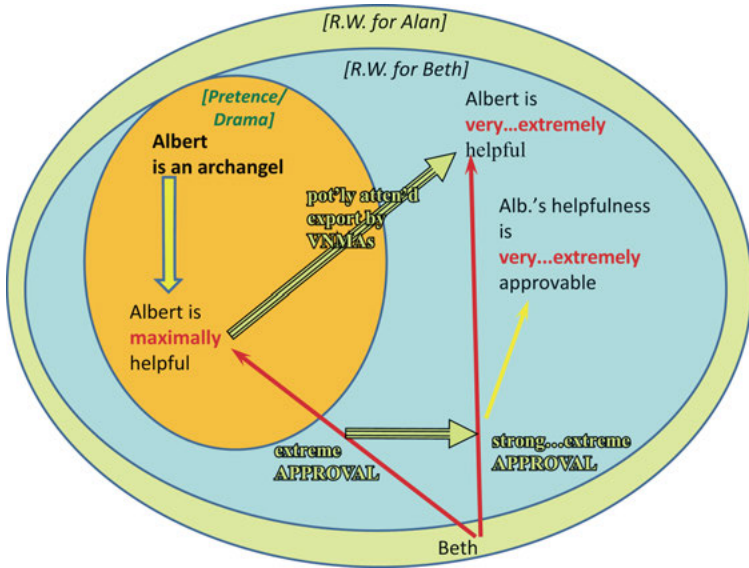 [R.W. for Alan]
[R.W. for Beth]
[Pretence/
Drama]
Albert
is an archangel
Albert is
very...extremely
helpful
pot'ly atten'd
export by
VNMAs
Alb.'s helpfulness
is
very...extremely
approvable
Albert is
maximally
helpful
extreme
APPROVAL
strong...extreme
APPROVAL
Beth